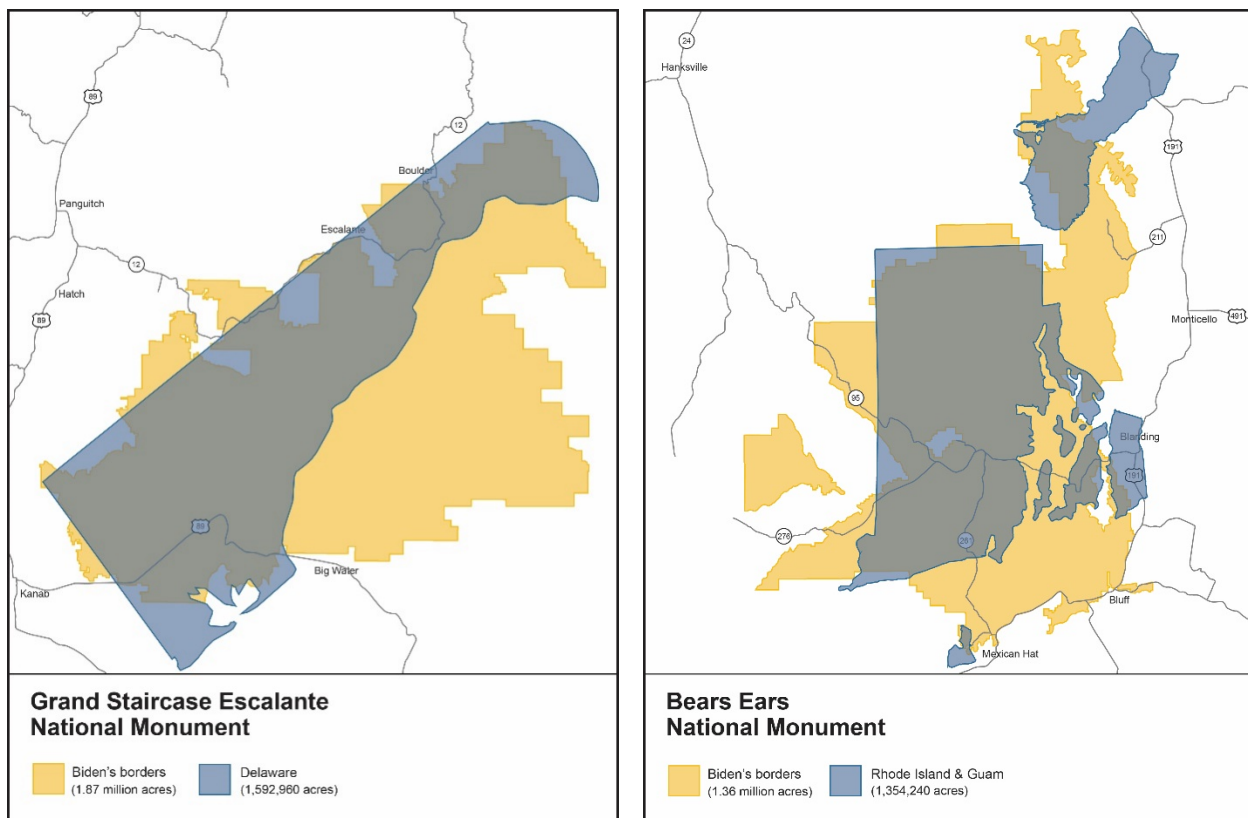 89
12
Boulder
Panguitch
Escalante
12
Hatch
89
89
Big Water
Kanab
Grand Staircase Escalante
National Monument
Biden's borders
(1.87 million acres)
Delaware
(1,592,960 acres)
24
Hanksville
191
211
Monticello
491
95
Blanding
191
276
261
Bluff
Mexican Hat
Bears Ears
National Monument
Biden's borders
(1.36 million acres)
Rhode Island & Guam
(1,354,240 acres)